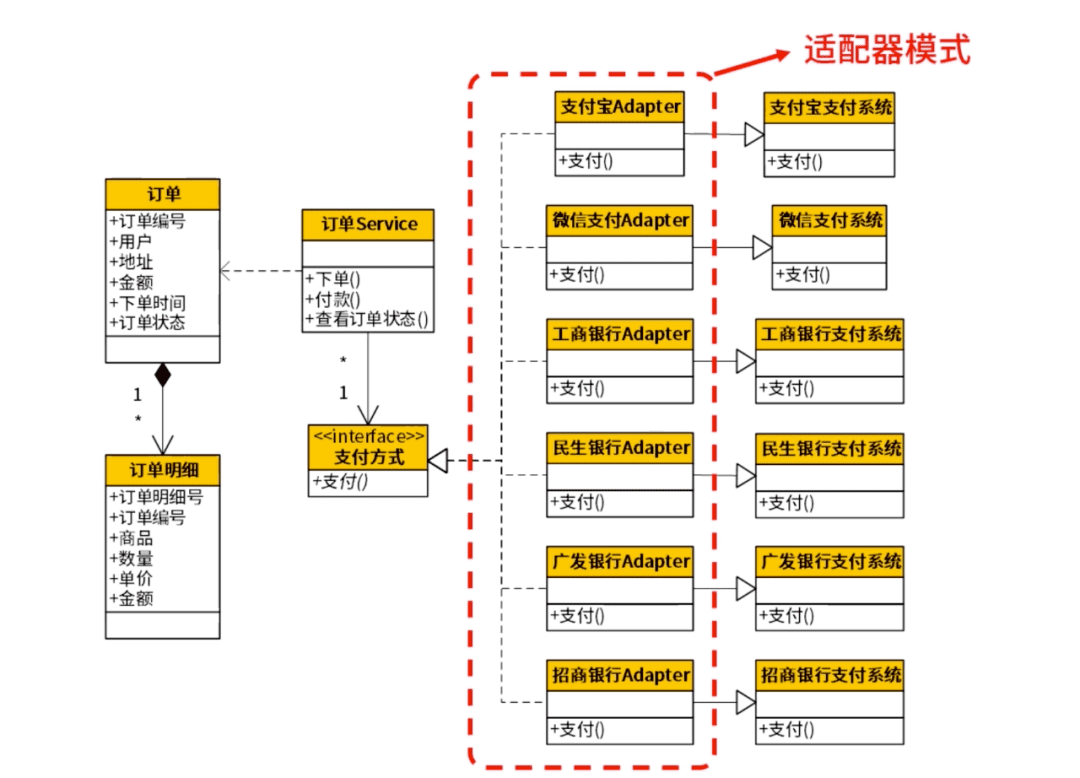 适配器模式
订单
+订单编号
+用户
+地址
+金额
+下单时间
+订单状态
1
*
订单明细
+订单明细号
+订单编号
+商品
+数量
+单价
+金额
订单Service
+下单()
+付款()
+查看订单状态()
*
1
<<interface>>
支付方式
+支付()
支付宝Adapter
+支付()
支付宝支付系统
+支付()
微信支付Adapter
+支付()
微信支付系统
+支付()
工商银行Adapter
+支付()
工商银行支付系统
+支付()
民生银行Adapter
+支付()
民生银行支付系统
+支付()
广发银行Adapter
+支付()
广发银行支付系统
+支付()
招商银行Adapter
+支付()
招商银行支付系统
+支付()